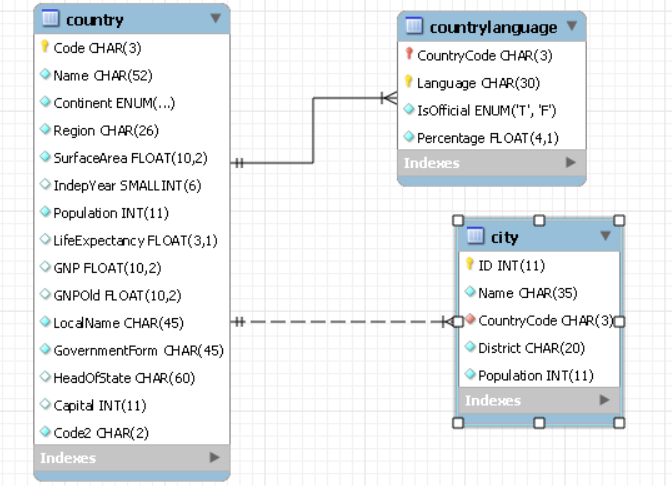 country
Code CHAR(3)
Name CHAR(52)
Continent ENUM(...)
Region CHAR(26)
SurfaceArea FLOAT(10,2)
IndepYear SMALLINT(6)
Population INT(11)
LifeExpectancy FLOAT(3,1)
GNP FLOAT(10,2)
GNPOld FLOAT(10,2)
LocalName CHAR(45)
GovernmentForm CHAR(45)
HeadOfState CHAR(60)
Capital INT(11)
Code2 CHAR(2)
Indexes
countrylanguage
CountryCode CHAR(3)
Language CHAR(30)
IsOfficial ENUM('T', 'F')
Percentage FLOAT(4,1)
Indexes
city
ID INT(11)
Name CHAR(35)
CountryCode CHAR(3)
District CHAR(20)
Population INT(11)
Indexes